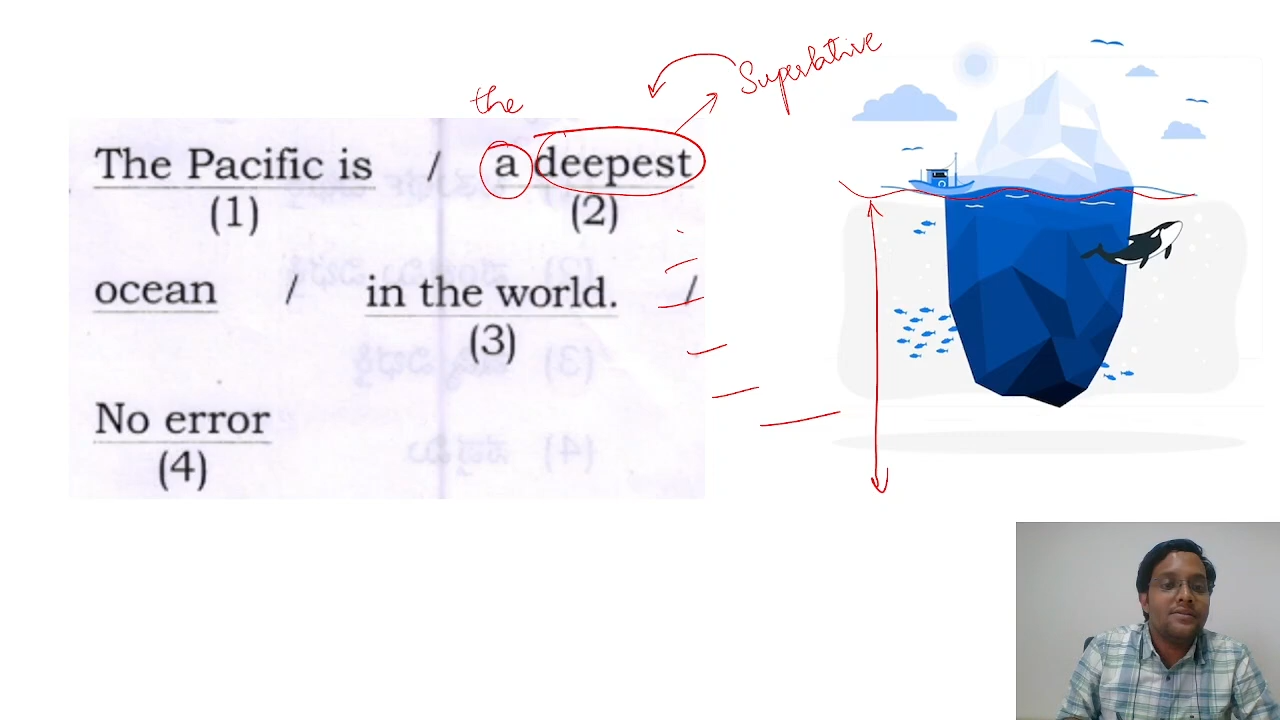 the
Superlative
The Pacific is / a deepest
(1) (2)
ocean / in the world. /
(3)
No error
(4)